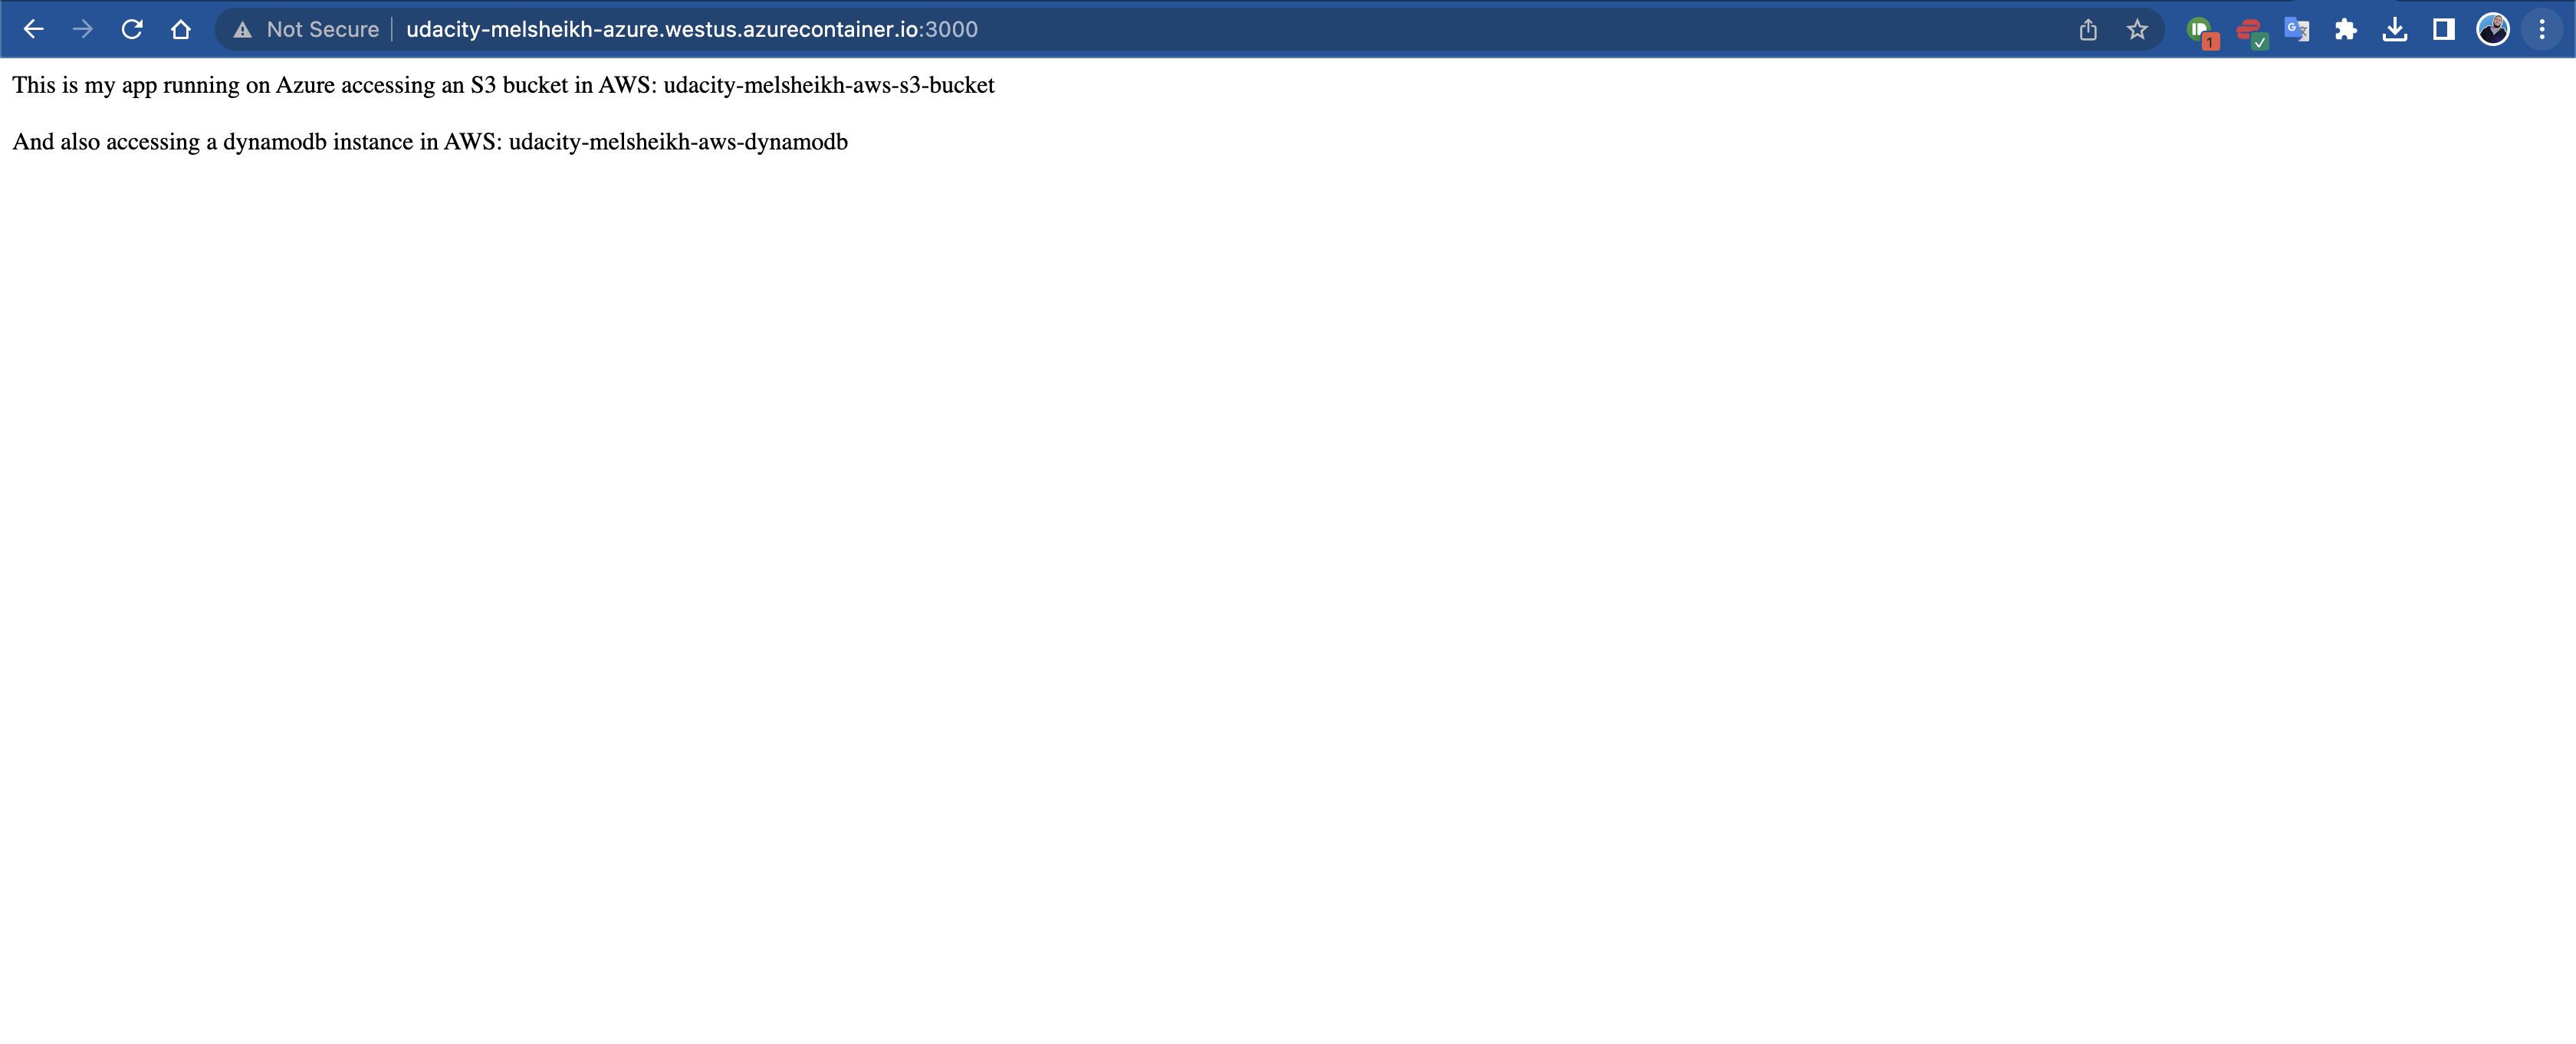 Not Secure udacity-melsheikh-azure.westus.azurecontainer.io:3000
1
G
This is my app running on Azure accessing an S3 bucket in AWS: udacity-melsheikh-aws-s3-bucket
And also accessing a dynamodb instance in AWS: udacity-melsheikh-aws-dynamodb